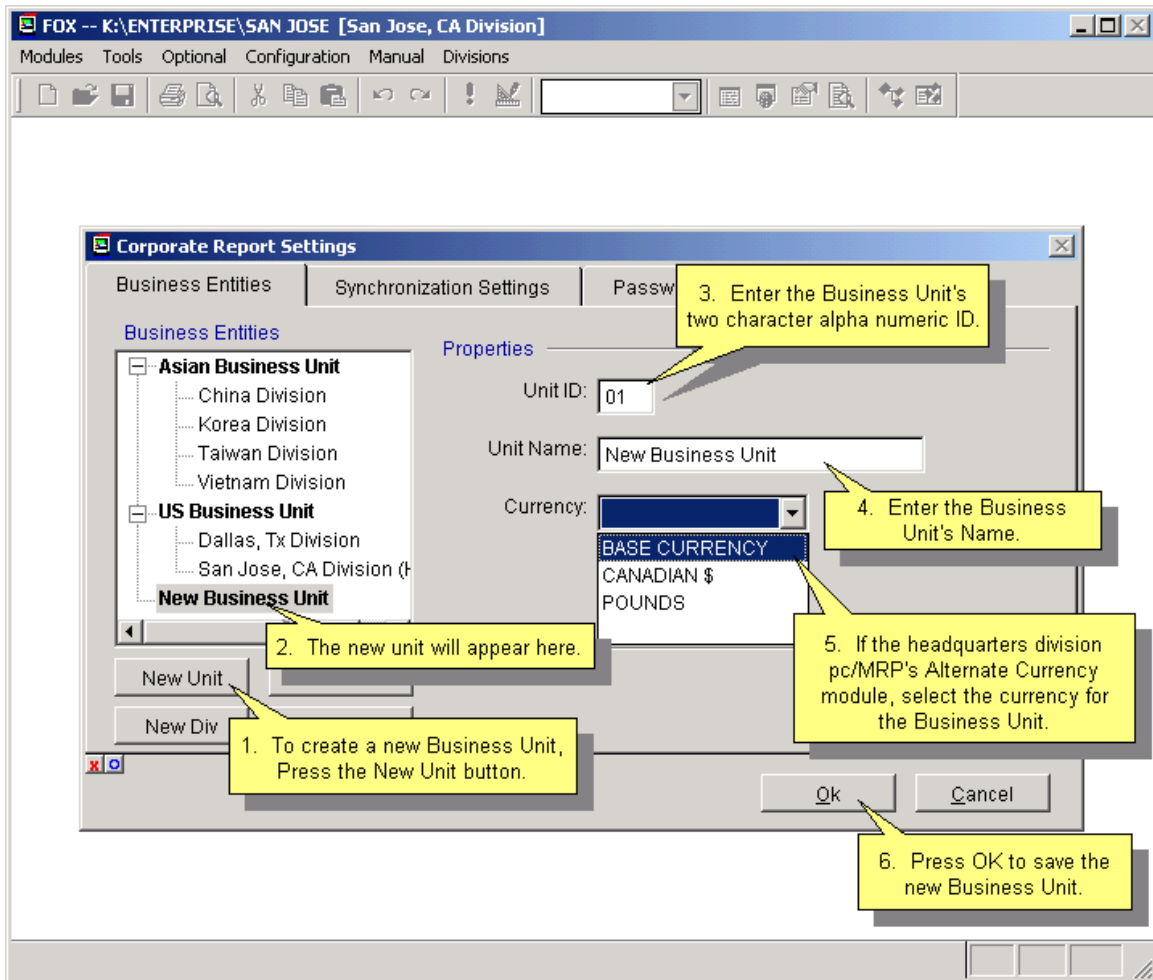 FOX -- K:\ENTERPRISE\SAN JOSE [San Jose, CA Division]
Modules Tools Optional Configuration Manual Divisions
Corporate Report Settings
Business Entities Synchronization Settings
3. Enter the Business Unit's
two character alpha numeric ID.
Business Entities
Asian Business Unit
China Division
Korea Division
Taiwan Division
Vietnam Division
US Business Unit
Dallas, Tx Division
San Jose, CA Division
New Business Unit
Properties
Unit ID: 01
Unit Name: New Business Unit
Currency:
BASE CURRENCY
CANADIAN $
POUNDS
4. Enter the Business
Unit's Name.
2. The new unit will appear here.
5. If the headquarters division
pc/MRP's Alternate Currency
module, select the currency for
the Business Unit.
New Unit
New Div
1. To create a new Business Unit,
Press the New Unit button.
Ok Cancel
6. Press OK to save the
new Business Unit.